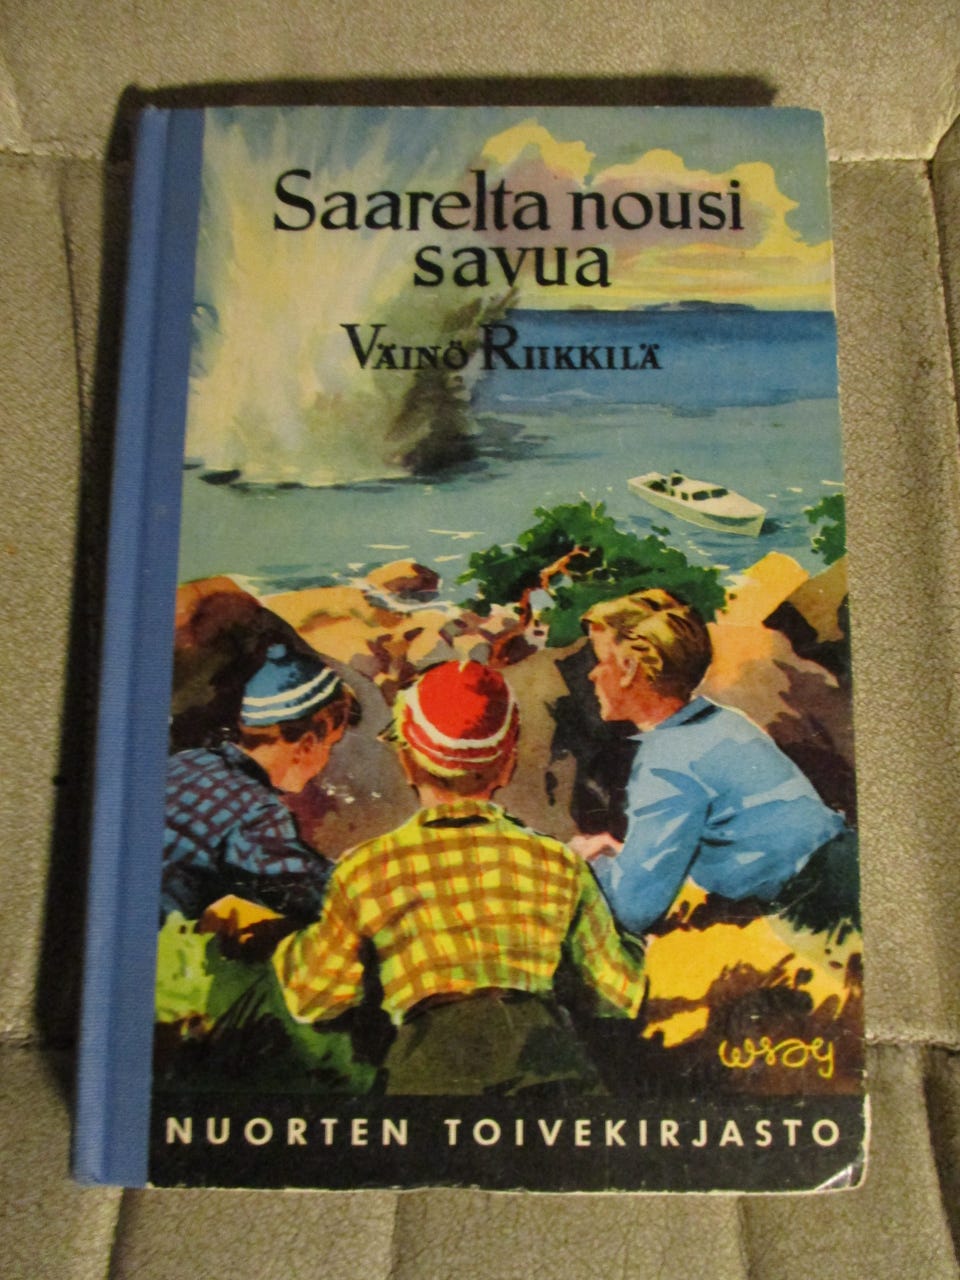 Saarelta nousi
savua
VÄINÖ RIIKKILÄ
WSOY
NUORTEN TOIVEKIRJASTO